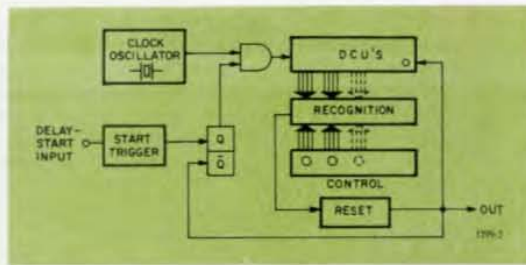 CLOCK
OSCILLATOR
DCU'S
RECOGNITION
DELAY-
START
INPUT
START
TRIGGER
Q
Q̄
CONTROL
RESET
OUT